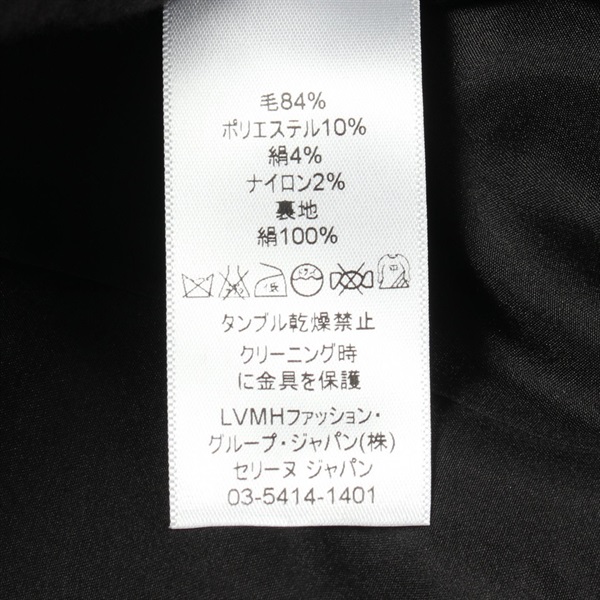 毛84%
ポリエステル10%
絹4%
ナイロン2%
裏地
絹100%
中
タンブル乾燥禁止
クリーニング時
に金具を保護
LVMHファッション・
グループ・ジャパン(株)
セリーヌ ジャパン
03-5414-1401